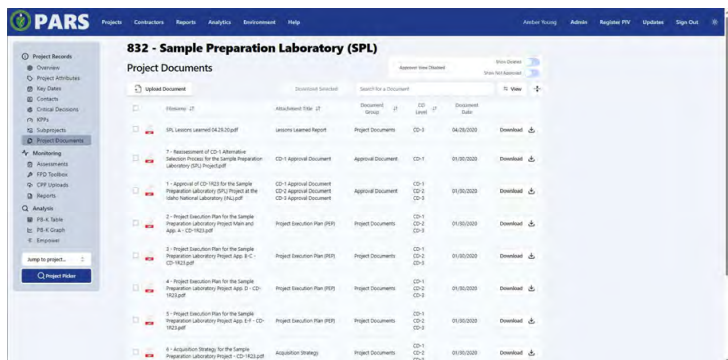 PARS
Projects Contractors Reports Analytics Environment Help Amber Young Admin Register PIV Updates Sign Out
832 - Sample Preparation Laboratory (SPL)
Project Documents
Approver View Disabled
Show Deleted
Show Not Approved
Project Records
Overview
Project Attributes
Key Dates
Contacts
Critical Decisions
KPPs
Subprojects
Project Documents
Monitoring
Assessments
FPD Toolbox
CPP Uploads
Reports
Analysis
PB-K Table
PB-K Graph
Empower
Jump to project...
Project Picker
Upload Document Download Selected Search for a Document View
Filename Attachment Title Document Group CD Level Document Date
SPL Lessons Learned 04.28.20.pdf Lessons Learned Report Project Documents CD-3 04/28/2020 Download
7 - Reassessment of CD-1 Alternative
Selection Process for the Sample Preparation
Laboratory (SPL) Project.pdf
CD-1 Approval Document Approval Document CD-1 01/30/2020 Download
1 - Approval of CD-1R23 for the Sample
Preparation Laboratory (SPL) Project at the
Idaho National Laboratory (INL).pdf
CD-1 Approval Document
CD-2 Approval Document
CD-3 Approval Document
Approval Document
CD-1
CD-2
CD-3
01/30/2020 Download
2 - Project Execution Plan for the Sample
Preparation Laboratory Project Main and
App. A - CD-1R23.pdf
Project Execution Plan (PEP) Project Documents
CD-1
CD-2
CD-3
01/30/2020 Download
3 - Project Execution Plan for the Sample
Preparation Laboratory Project App. B-C -
CD-1R23.pdf
Project Execution Plan (PEP) Project Documents
CD-1
CD-2
CD-3
01/30/2020 Download
4 - Project Execution Plan for the Sample
Preparation Laboratory Project App. D - CD-
1R23.pdf
Project Execution Plan (PEP) Project Documents
CD-1
CD-2
CD-3
01/30/2020 Download
5 - Project Execution Plan for the Sample
Preparation Laboratory Project App. E-F - CD-
1R23.pdf
Project Execution Plan (PEP) Project Documents
CD-1
CD-2
CD-3
01/30/2020 Download
6 - Acquisition Strategy for the Sample
Preparation Laboratory Project - CD-1R23.pdf
Acquisition Strategy Project Documents
CD-1
CD-2
CD-3
01/30/2020 Download